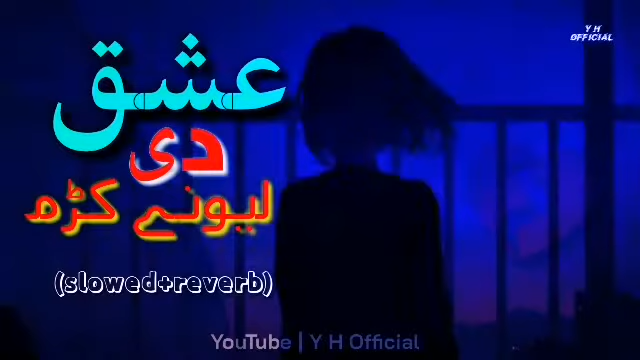 عشق
دی
لیونے کڑم
(slowed+reverb)
Y H
OFFICIAL
YouTube | Y H Official